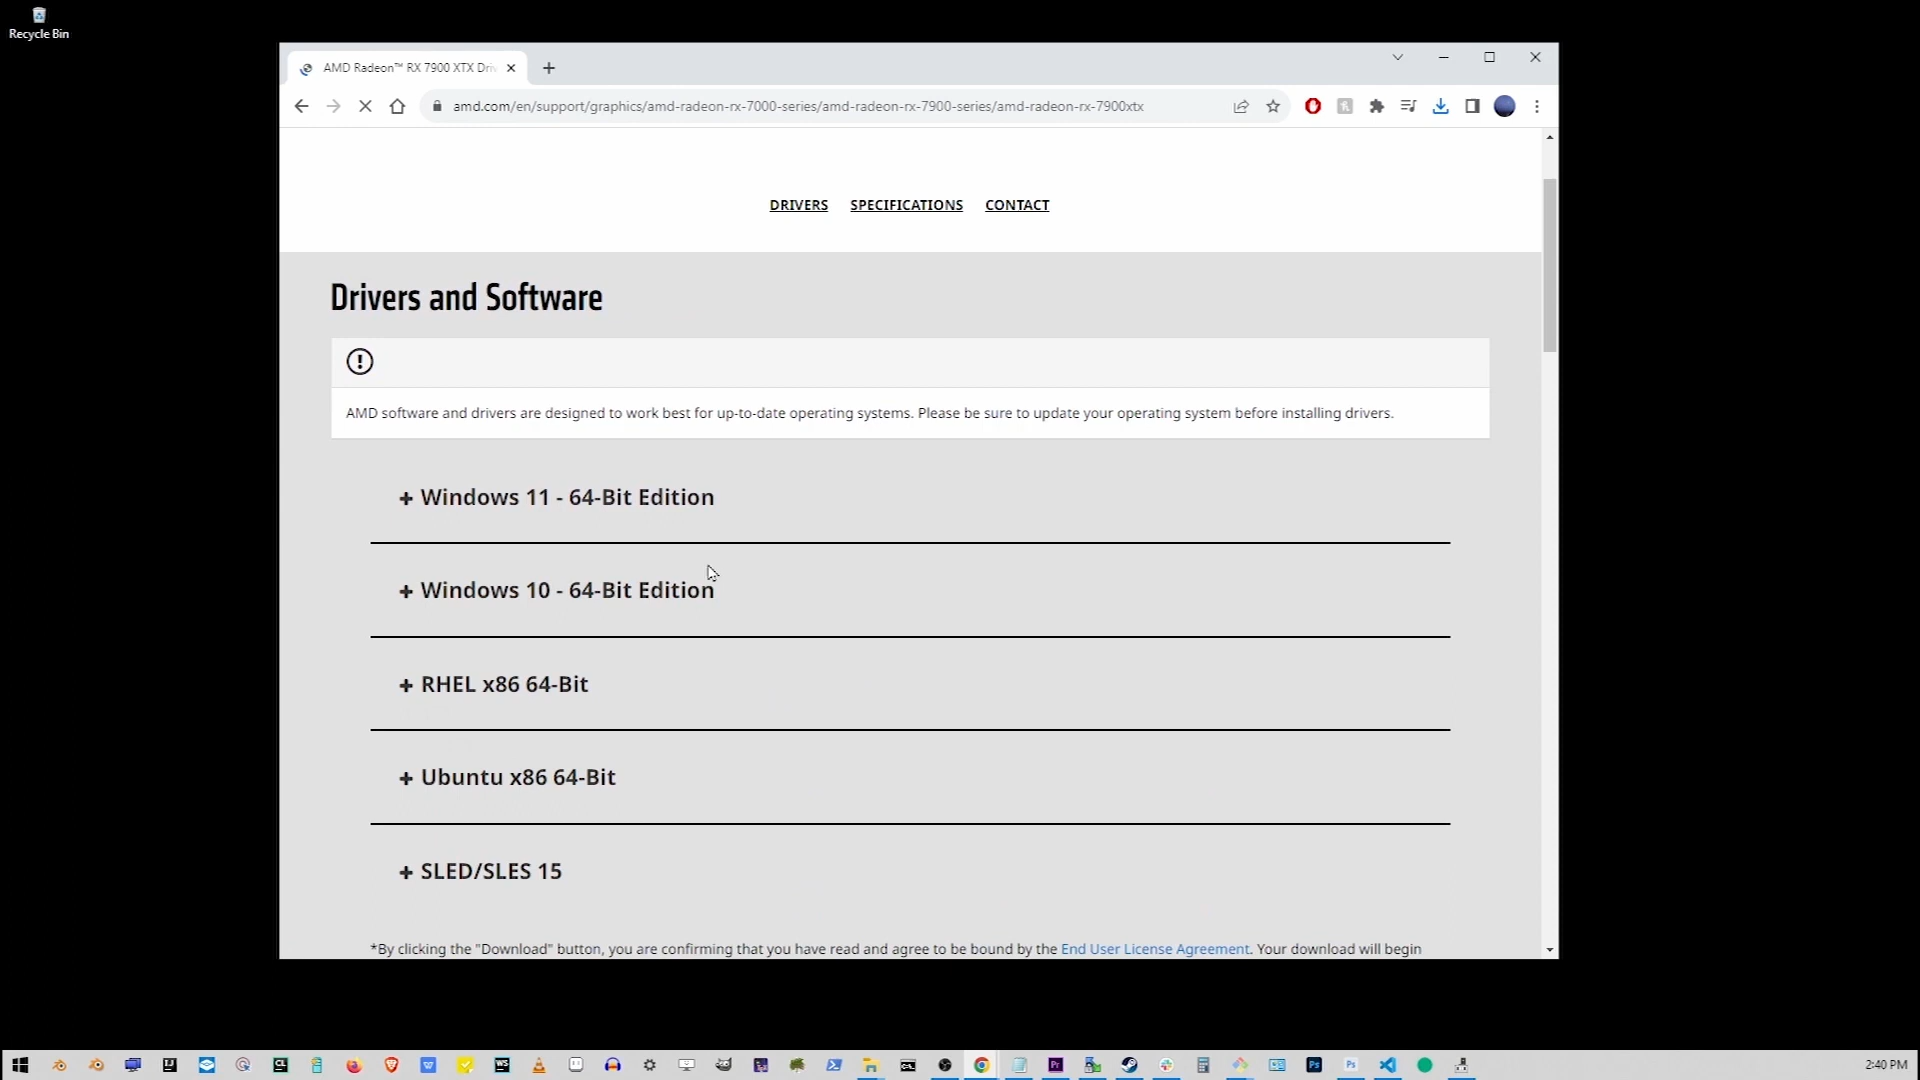 Recycle Bin
AMD Radeon™ RX 7900 XTX Driv
amd.com/en/support/graphics/amd-radeon-rx-7000-series/amd-radeon-rx-7900-series/amd-radeon-rx-7900xtx
DRIVERS SPECIFICATIONS CONTACT
Drivers and Software
AMD software and drivers are designed to work best for up-to-date operating systems. Please be sure to update your operating system before installing drivers.
+ Windows 11 - 64-Bit Edition
+ Windows 10 - 64-Bit Edition
+ RHEL x86 64-Bit
+ Ubuntu x86 64-Bit
+ SLED/SLES 15
*By clicking the "Download" button, you are confirming that you have read and agree to be bound by the End User License Agreement. Your download will begin
2:40 PM